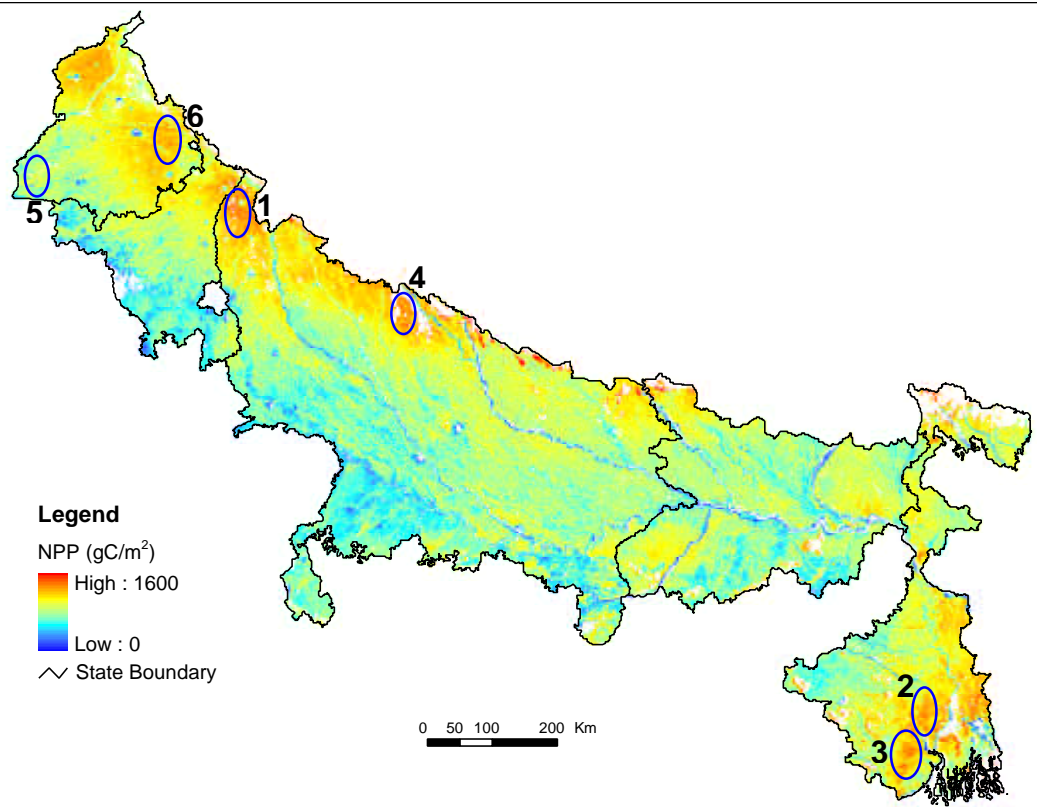 6
5
1
4
Legend
NPP (gC/m²)
High : 1600
Low : 0
State Boundary
2
3
0 50 100 200 Km